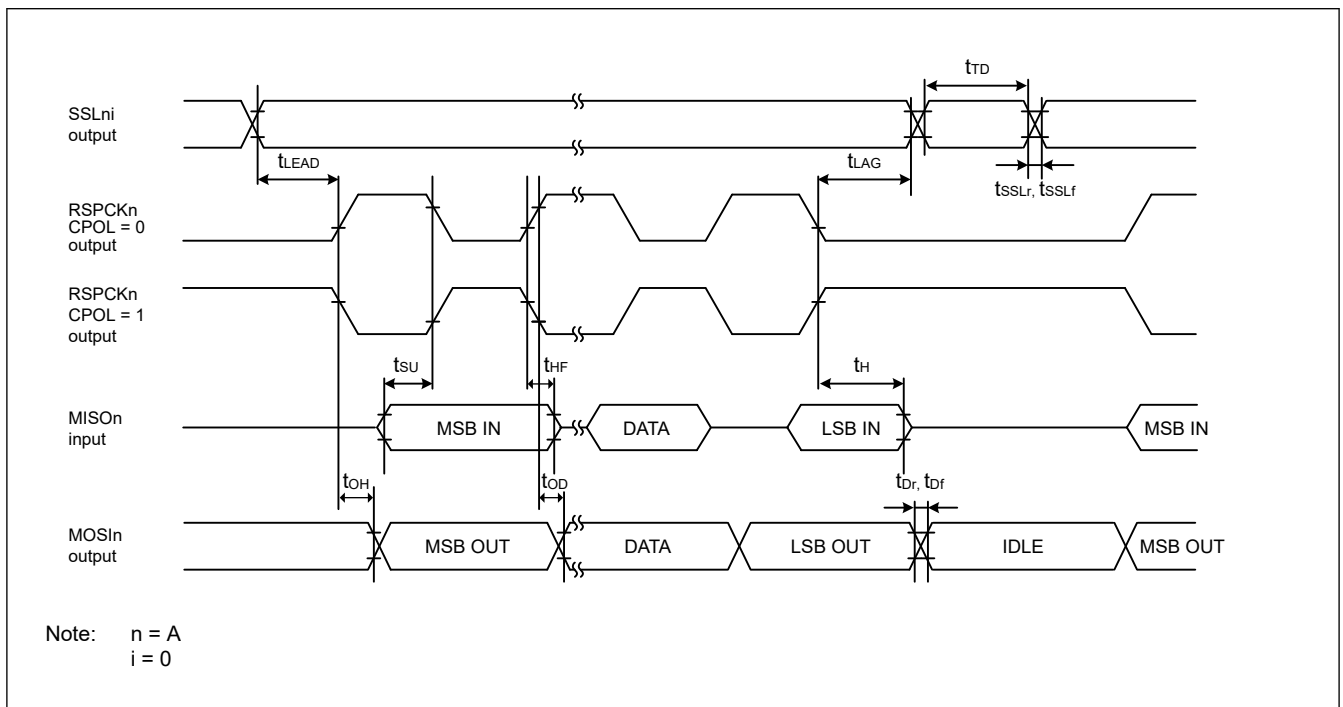 tTD
SSLni
output
tLEAD
tLAG
tSSLr, tSSLf
RSPCKn
CPOL = 0
output
RSPCKn
CPOL = 1
output
tSU
tHF
tH
MISOn
input
MSB IN
DATA
LSB IN
MSB IN
tOH
tOD
tDr, tDf
MOSIn
output
MSB OUT
DATA
LSB OUT
IDLE
MSB OUT
Note: n = A
i = 0